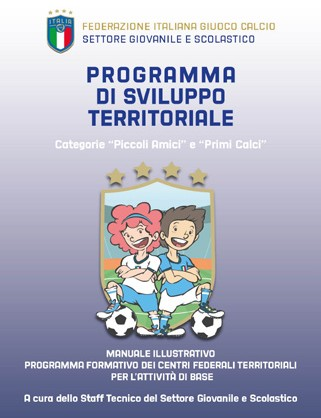 ITALIA
FIGC
FEDERAZIONE ITALIANA GIUOCO CALCIO
SETTORE GIOVANILE E SCOLASTICO
PROGRAMMA
DI SVILUPPO
TERRITORIALE
Categorie “Piccoli Amici” e “Primi Calci”
MANUALE ILLUSTRATIVO
PROGRAMMA FORMATIVO DEI CENTRI FEDERALI TERRITORIALI
PER L'ATTIVITÀ DI BASE
A cura dello Staff Tecnico del Settore Giovanile e Scolastico